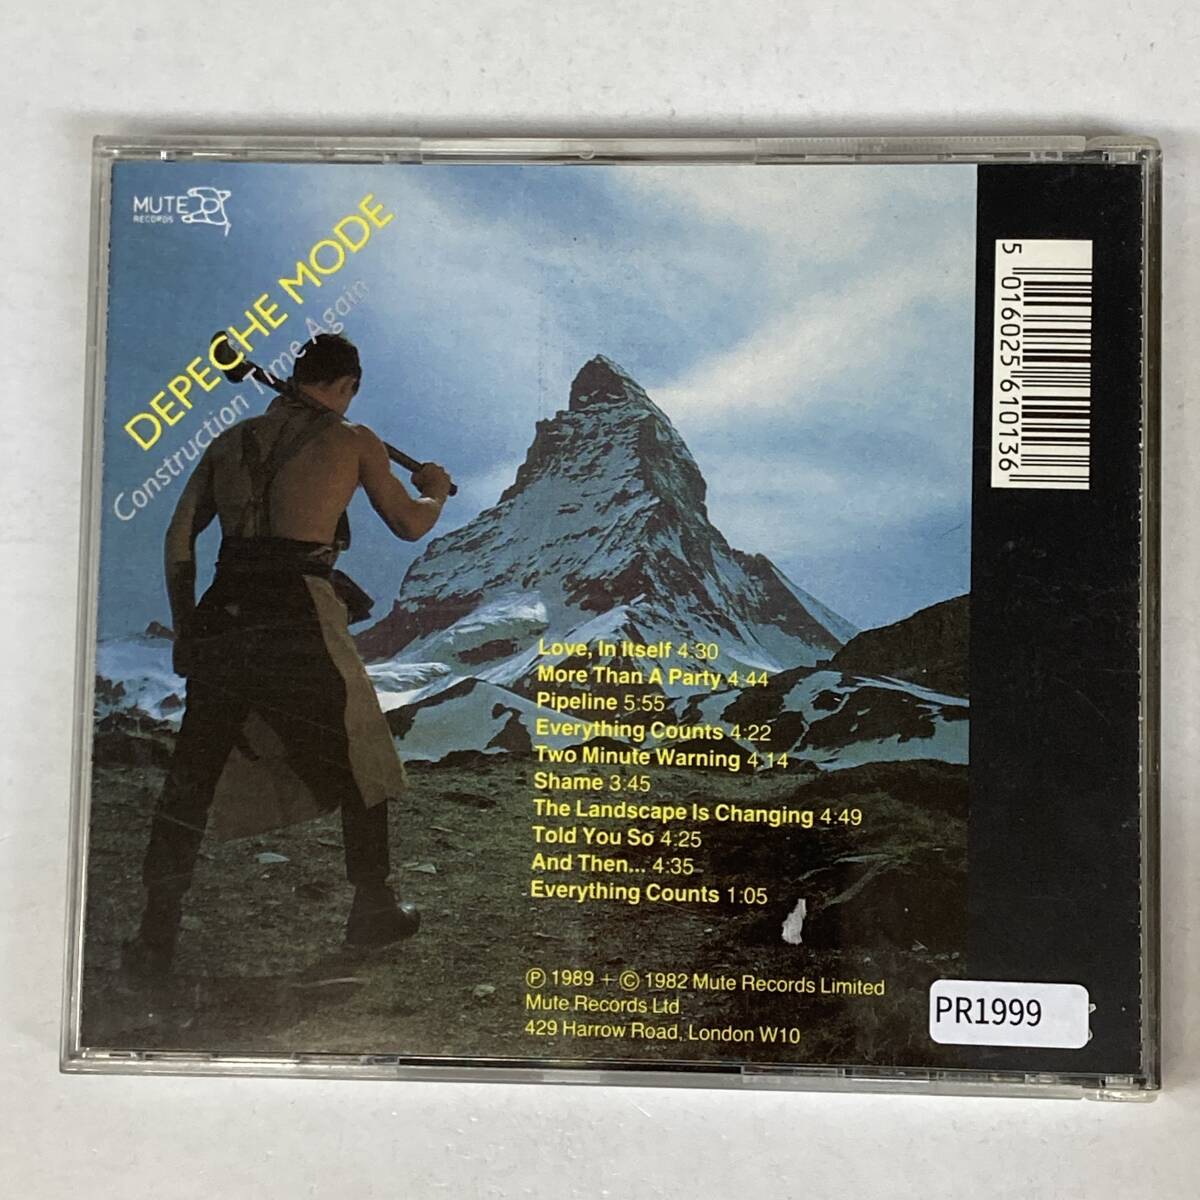 MUTE
RECORDS
DEPECHE MODE
Construction Time Again
Love, In Itself 4:30
More Than A Party 4:44
Pipeline 5:55
Everything Counts 4:22
Two Minute Warning 4:14
Shame 3:45
The Landscape Is Changing 4:49
Told You So 4:25
And Then... 4:35
Everything Counts 1:05
℗ 1989 + © 1982 Mute Records Limited
Mute Records Ltd
429 Harrow Road, London W10
5 016025 610136
PR1999